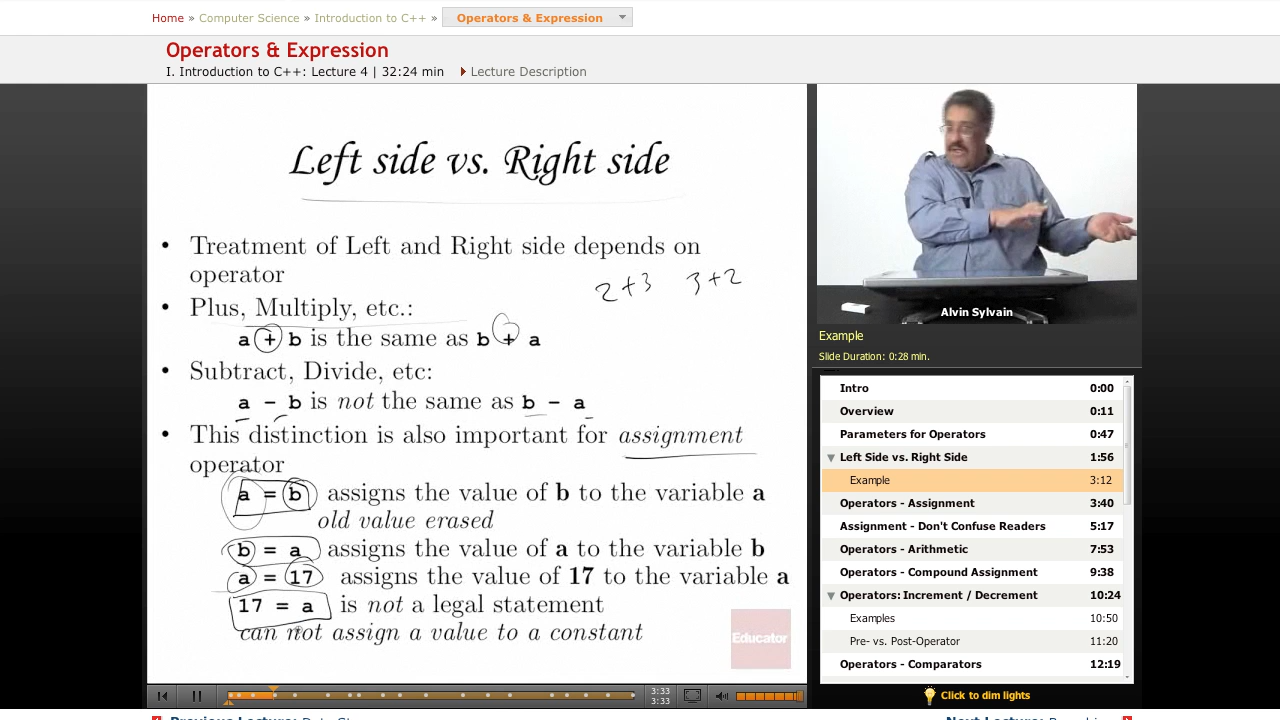 Home » Computer Science » Introduction to C++ » Operators & Expression
Operators & Expression
I. Introduction to C++: Lecture 4 | 32:24 min Lecture Description
Left side vs. Right side
• Treatment of Left and Right side depends on
operator
2+3 3+2
• Plus, Multiply, etc.:
a + b is the same as b + a
• Subtract, Divide, etc:
a - b is not the same as b - a
• This distinction is also important for assignment
operator
a = b assigns the value of b to the variable a
old value erased
b = a assigns the value of a to the variable b
a = 17 assigns the value of 17 to the variable a
17 = a is not a legal statement
can not assign a value to a constant
Educator
3:33
3:33
Alvin Sylvain
Example
Slide Duration: 0:28 min.
Intro 0:00
Overview 0:11
Parameters for Operators 0:47
Left Side vs. Right Side 1:56
Example 3:12
Operators - Assignment 3:40
Assignment - Don't Confuse Readers 5:17
Operators - Arithmetic 7:53
Operators - Compound Assignment 9:38
Operators: Increment / Decrement 10:24
Examples 10:50
Pre- vs. Post-Operator 11:20
Operators - Comparators 12:19
Click to dim lights